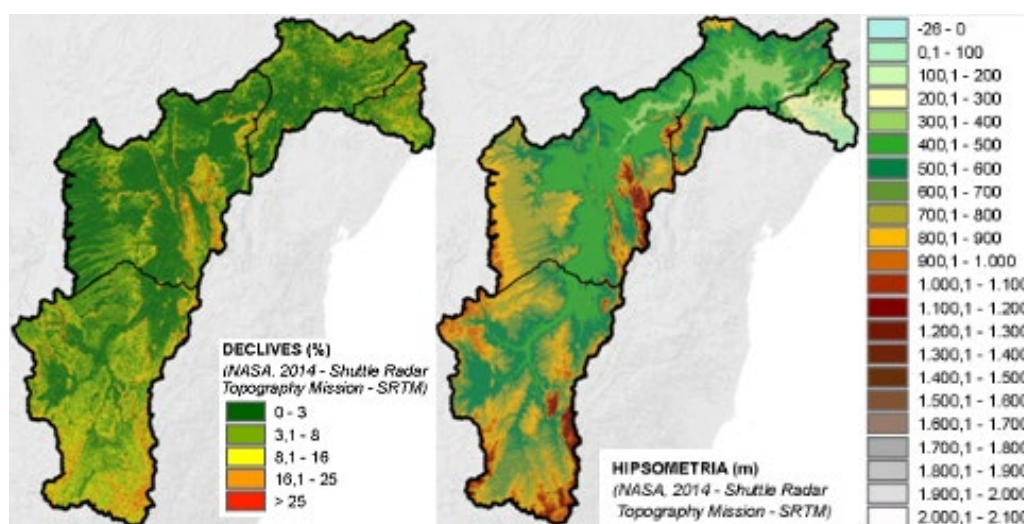 DECLIVES (%)
(NASA, 2014 - Shuttle Radar
Topography Mission - SRTM)
0 - 3
3,1 - 8
8,1 - 16
16,1 - 25
> 25
HIPSOMETRIA (m)
(NASA, 2014 - Shuttle Radar
Topography Mission - SRTM)
-26 - 0
0,1 - 100
100,1 - 200
200,1 - 300
300,1 - 400
400,1 - 500
500,1 - 600
600,1 - 700
700,1 - 800
800,1 - 900
900,1 - 1.000
1.000,1 - 1.100
1.100,1 - 1.200
1.200,1 - 1.300
1.300,1 - 1.400
1.400,1 - 1.500
1.500,1 - 1.600
1.600,1 - 1.700
1.700,1 - 1.800
1.800,1 - 1.900
1.900,1 - 2.000
2.000,1 - 2.100